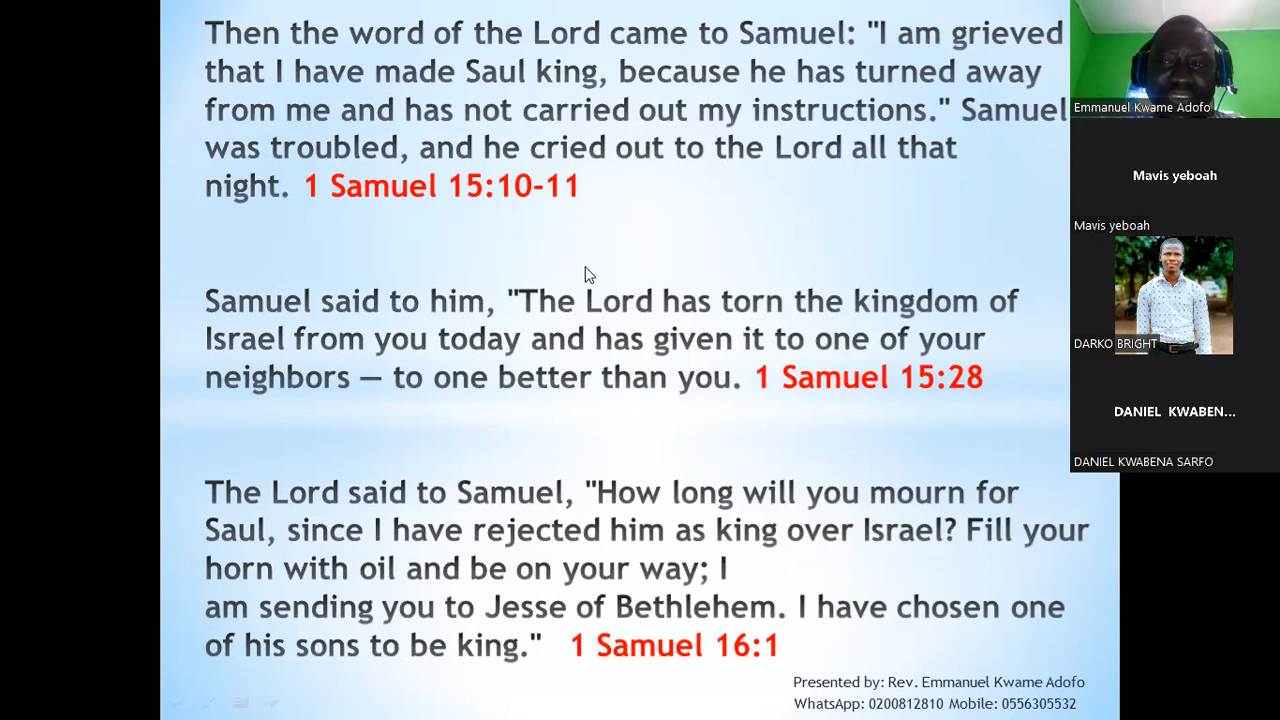 Then the word of the Lord came to Samuel: "I am grieved
that I have made Saul king, because he has turned away
from me and has not carried out my instructions." Samuel
was troubled, and he cried out to the Lord all that
night. 1 Samuel 15:10-11
Samuel said to him, "The Lord has torn the kingdom of
Israel from you today and has given it to one of your
neighbors — to one better than you. 1 Samuel 15:28
The Lord said to Samuel, "How long will you mourn for
Saul, since I have rejected him as king over Israel? Fill your
horn with oil and be on your way; I
am sending you to Jesse of Bethlehem. I have chosen one
of his sons to be king." 1 Samuel 16:1
Presented by: Rev. Emmanuel Kwame Adofo
WhatsApp: 0200812810 Mobile: 0556305532
Emmanuel Kwame Adofo
Mavis yeboah
Mavis yeboah
DARKO BRIGHT
DANIEL KWABEN...
DANIEL KWABENA SARFO